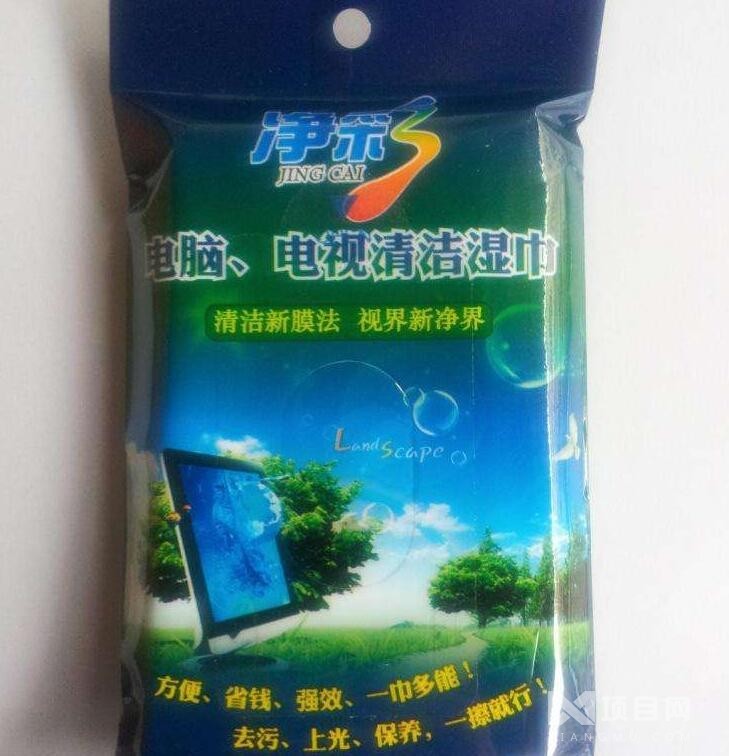 净彩
JING CAI
电脑、电视清洁湿巾
清洁新膜法 视界新净界
LandScape
方便、省钱、强效、一巾多能！
去污、上光、保养，一擦就行！
项目网